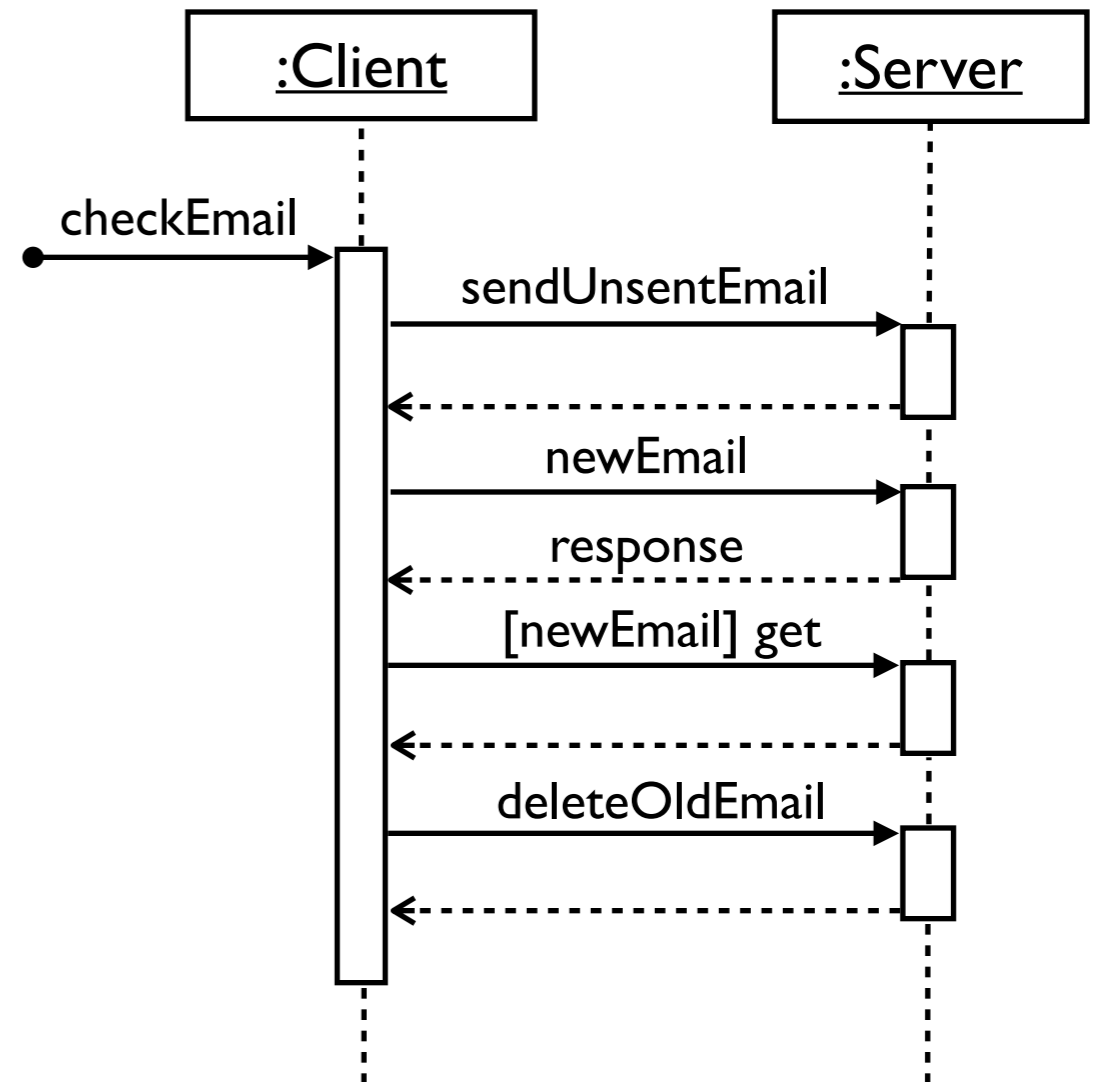 :Client
:Server
checkEmail
sendUnsentEmail
newEmail
response
[newEmail] get
deleteOldEmail